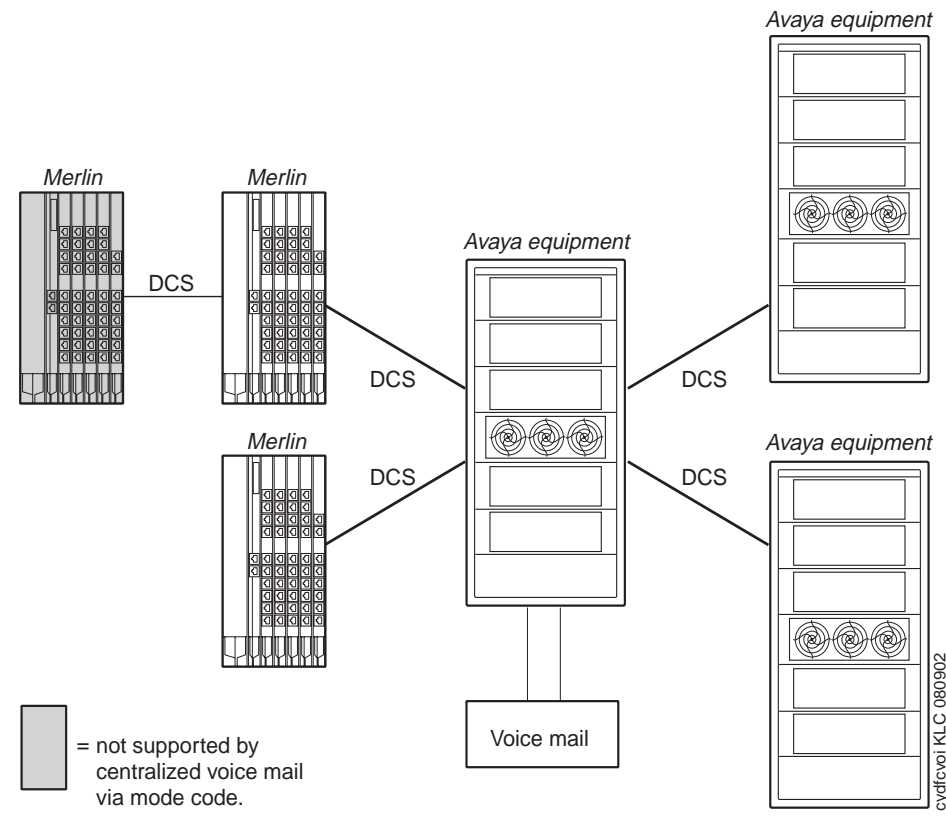 Avaya equipment
Merlin
Merlin
Avaya equipment
DCS
DCS
DCS
Merlin
DCS
DCS
Avaya equipment
Voice mail
= not supported by
centralized voice mail
via mode code.
cydfcvoi KLC 080902